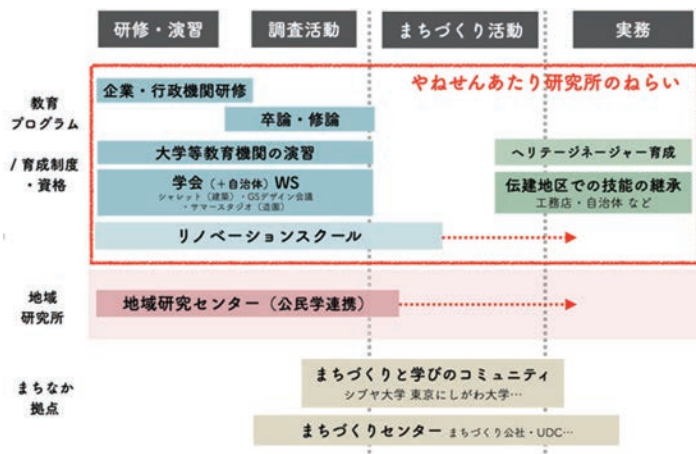 研修・演習
調査活動
まちづくり活動
実務
やねせんあたり研究所のねらい
教育
プログラム
/ 育成制度
・資格
企業・行政機関研修
卒論・修論
大学等教育機関の演習
学会（＋自治体）WS
シャレット（建築）・GSデザイン会議
・サマースタジオ（造園）
リノベーションスクール
ヘリテージネージャー育成
伝建地区での技能の継承
工務店・自治体 など
地域
研究所
地域研究センター（公民学連携）
まちなか
拠点
まちづくりと学びのコミュニティ
シブヤ大学 東京にしがわ大学…
まちづくりセンター まちづくり公社・UDC…